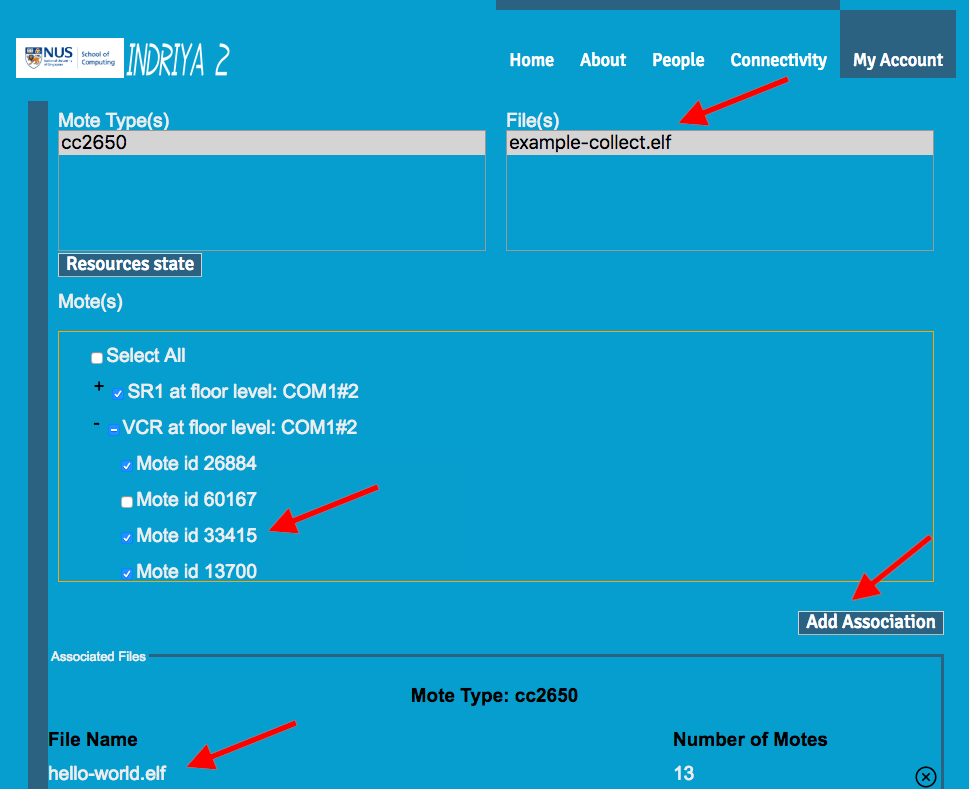 NUS
National University
of Singapore
School of
Computing
INDRIYA 2
Home About People Connectivity My Account
Mote Type(s) File(s)
cc2650 example-collect.elf
Resources state
Mote(s)
Select All
+ SR1 at floor level: COM1#2
- VCR at floor level: COM1#2
Mote id 26884
Mote id 60167
Mote id 33415
Mote id 13700
Add Association
Associated Files
Mote Type: cc2650
File Name Number of Motes
hello-world.elf 13